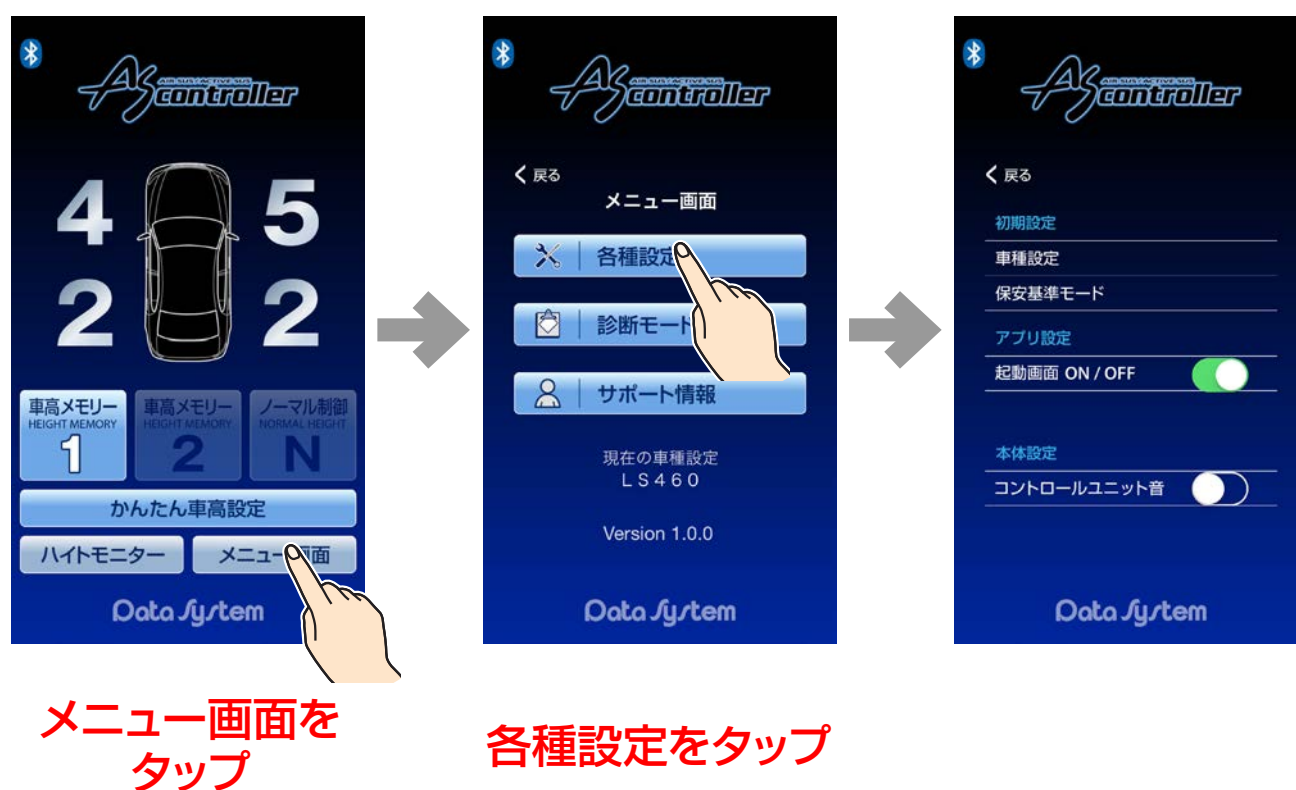 AIR SUS : ACTIVE SUS
AS controller
4 5
2 2
車高メモリー
HEIGHT MEMORY
1
車高メモリー
HEIGHT MEMORY
2
ノーマル制御
NORMAL HEIGHT
N
かんたん車高設定
ハイトモニター
メニュー画面
Data System
メニュー画面を
タップ
AIR SUS : ACTIVE SUS
AS controller
戻る
メニュー画面
各種設定
診断モード
サポート情報
現在の車種設定
LS460
Version 1.0.0
Data System
各種設定をタップ
AIR SUS : ACTIVE SUS
AS controller
戻る
初期設定
車種設定
保安基準モード
アプリ設定
起動画面 ON / OFF
本体設定
コントロールユニット音
Data System